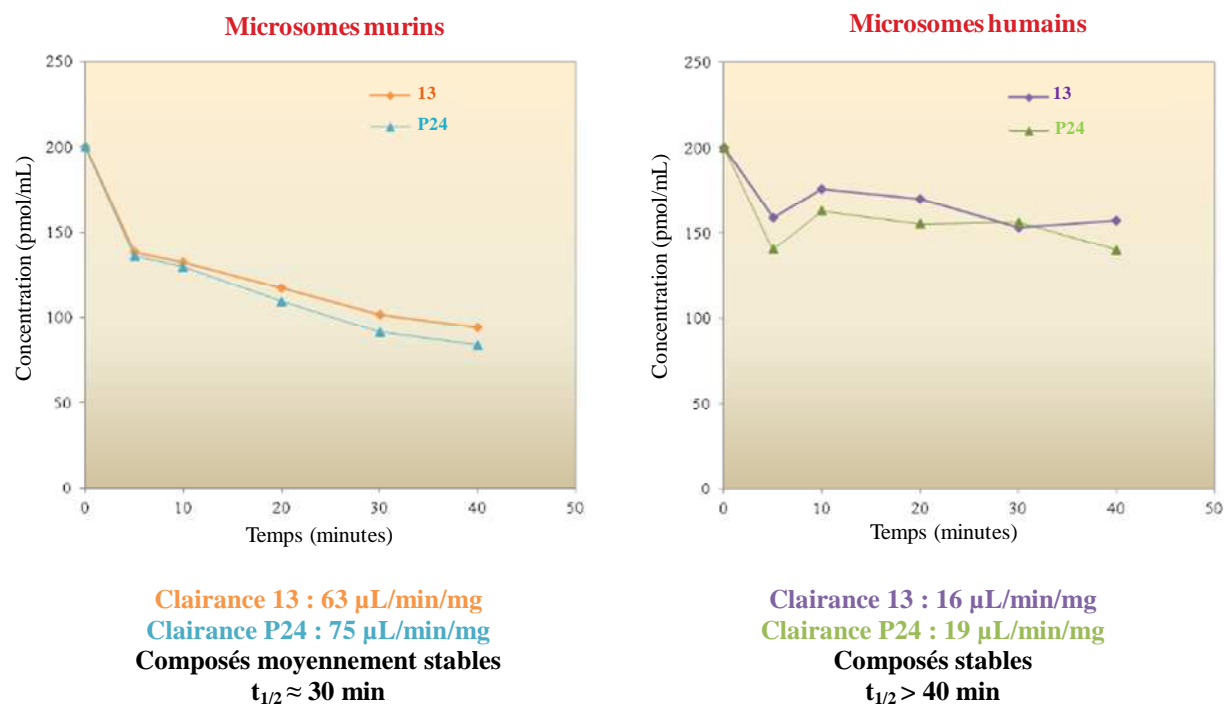 Microsomes murins
250
200
150
100
50
0
Concentration (pmol/mL)
13
P24
0 10 20 30 40 50
Temps (minutes)
Clairance 13 : 63 µL/min/mg
Clairance P24 : 75 µL/min/mg
Composés moyennement stables
t1/2 ≈ 30 min
Microsomes humains
250
200
150
100
50
0
Concentration (pmol/mL)
13
P24
0 10 20 30 40 50
Temps (minutes)
Clairance 13 : 16 µL/min/mg
Clairance P24 : 19 µL/min/mg
Composés stables
t1/2 > 40 min